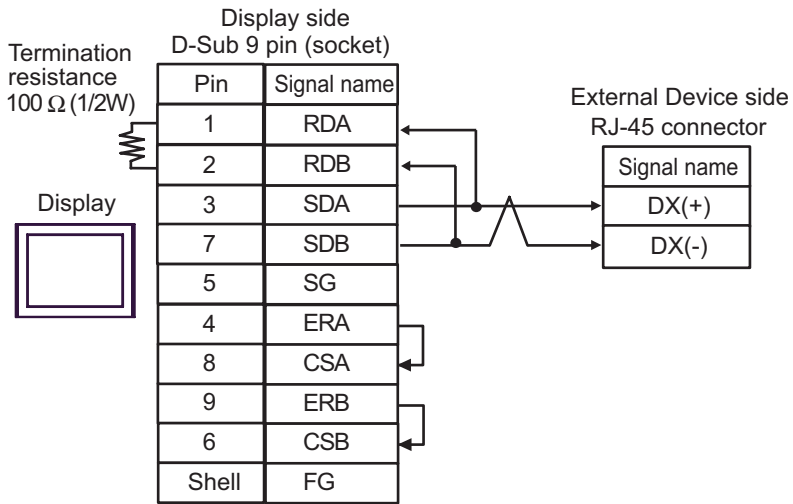 Display side
D-Sub 9 pin (socket)
Termination
resistance
100 Ω (1/2W)
Pin Signal name
1 RDA
2 RDB
3 SDA
7 SDB
5 SG
4 ERA
8 CSA
9 ERB
6 CSB
Shell FG
Display
External Device side
RJ-45 connector
Signal name
DX(+)
DX(-)